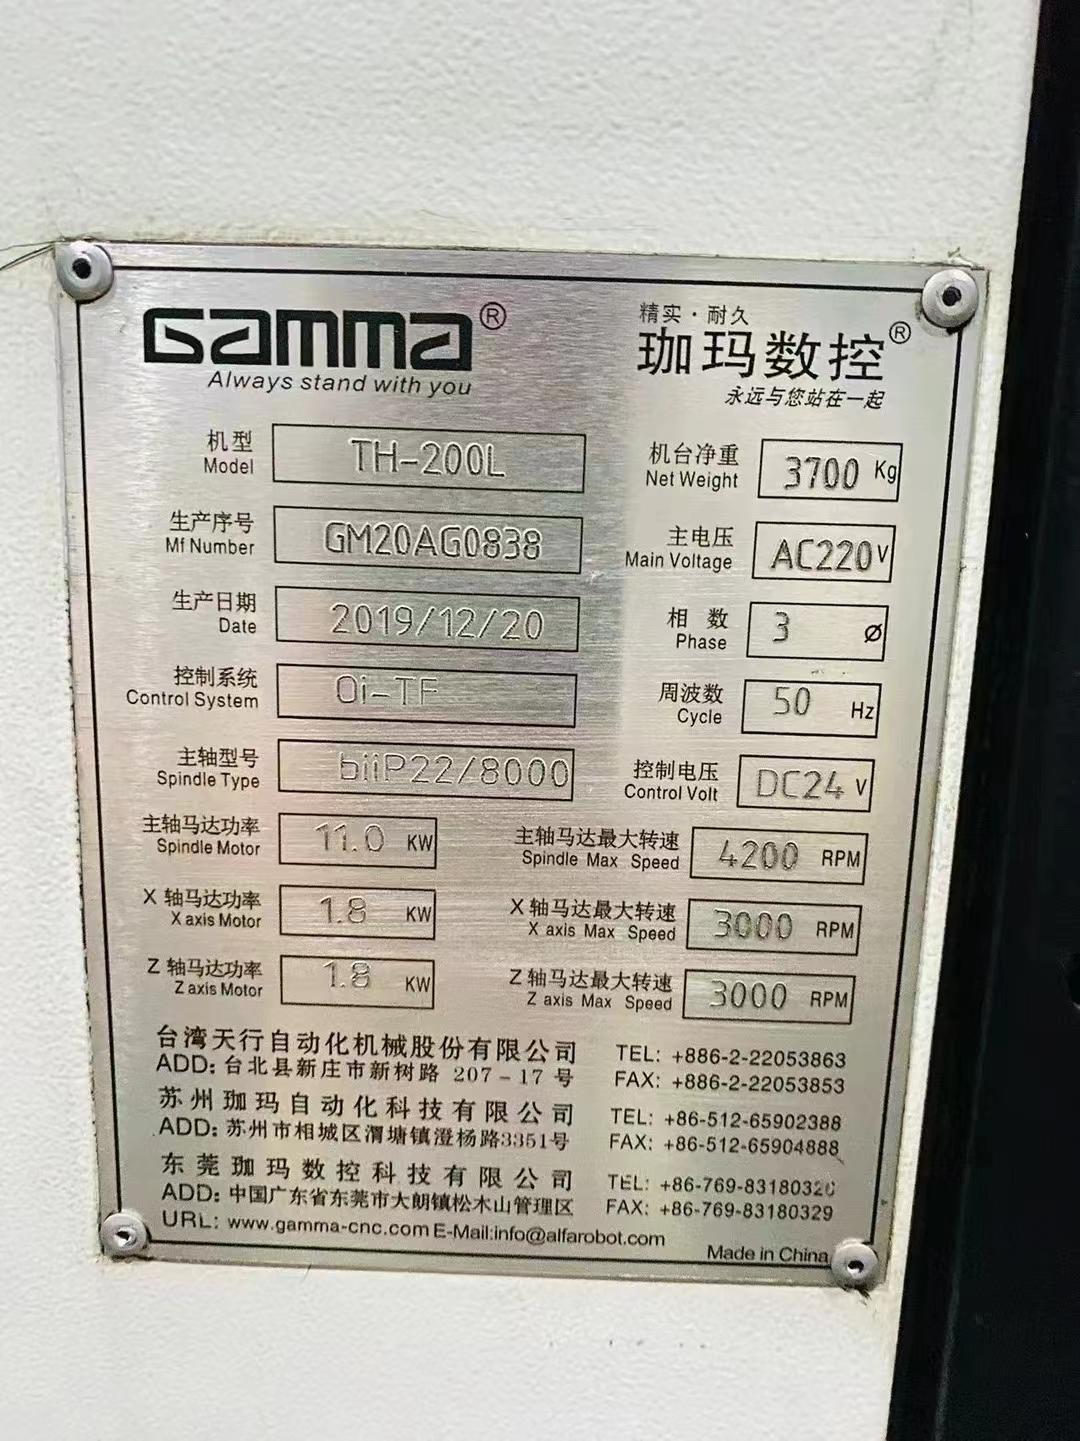 GAMMA®
Always stand with you
精实·耐久
珈玛数控®
永远与您站在一起
机型 Model TH-200L
机台净重 Net Weight 3700 Kg
生产序号 Mf Number GM20AG0838
主电压 Main Voltage AC220 V
生产日期 Date 2019/12/20
相数 Phase 3 Ø
控制系统 Control System Oi-TF
周波数 Cycle 50 Hz
主轴型号 Spindle Type biiP22/8000
控制电压 Control Volt DC24 V
主轴马达功率 Spindle Motor 11.0 KW
主轴马达最大转速 Spindle Max Speed 4200 RPM
X 轴马达功率 X axis Motor 1.8 KW
X 轴马达最大转速 X axis Max Speed 3000 RPM
Z 轴马达功率 Z axis Motor 1.8 KW
Z 轴马达最大转速 Z axis Max Speed 3000 RPM
台湾天行自动化机械股份有限公司 TEL: +886-2-22053863
ADD: 台北县新庄市新树路 207-17 号 FAX: +886-2-22053853
苏州珈玛自动化科技有限公司 TEL: +86-512-65902388
ADD: 苏州市相城区渭塘镇澄杨路3351号 FAX: +86-512-65904888
东莞珈玛数控科技有限公司 TEL: +86-769-83180320
ADD: 中国广东省东莞市大朗镇松木山管理区 FAX: +86-769-83180329
URL: www.gamma-cnc.com E-Mail:info@alfarobot.com
Made in China